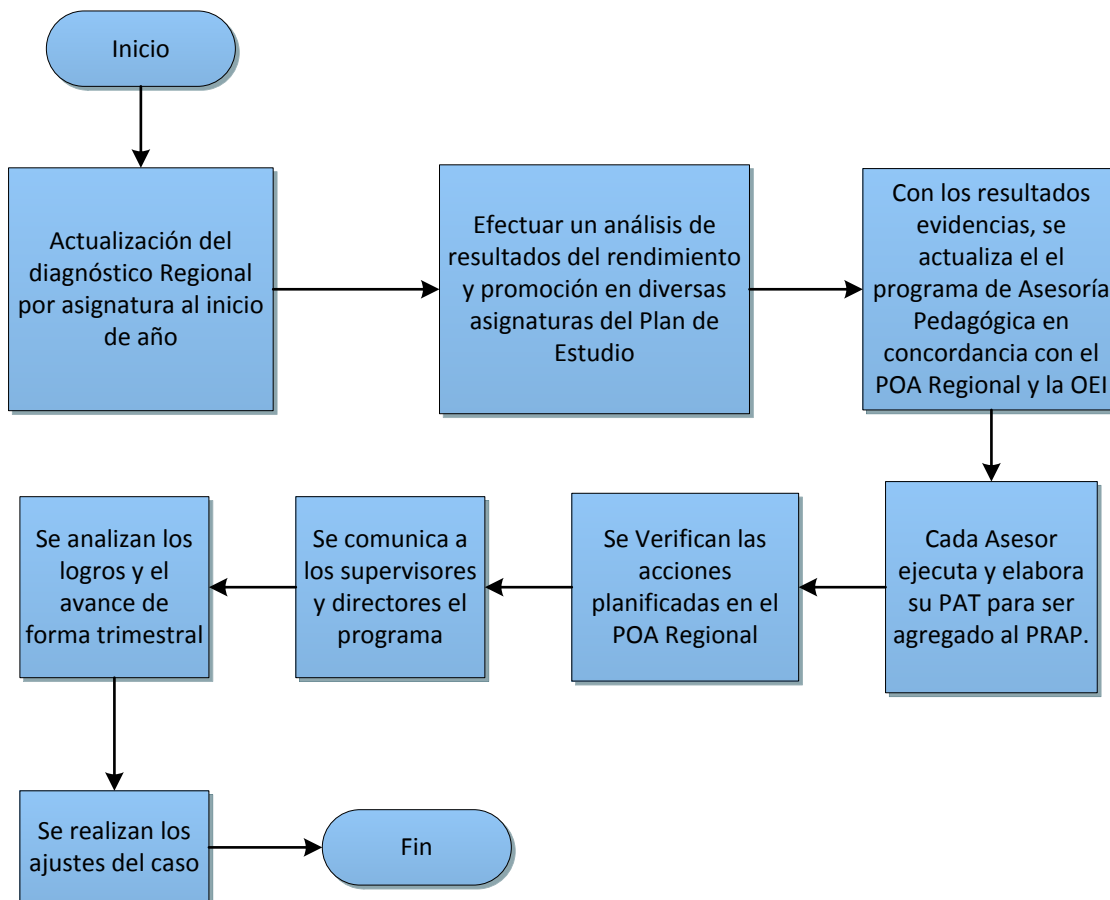 Inicio
Actualización del
diagnóstico Regional
por asignatura al inicio
de año
Efectuar un análisis de
resultados del rendimiento
y promoción en diversas
asignaturas del Plan de
Estudio
Con los resultados
evidencias, se
actualiza el el
programa de Asesoría
Pedagógica en
concordancia con el
POA Regional y la OEI
Cada Asesor
ejecuta y elabora
su PAT para ser
agregado al PRAP.
Se Verifican las
acciones
planificadas en el
POA Regional
Se comunica a
los supervisores
y directores el
programa
Se analizan los
logros y el
avance de
forma trimestral
Se realizan los
ajustes del caso
Fin